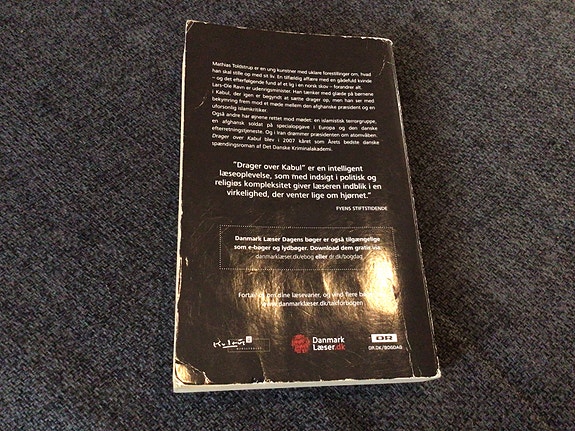 Mathias Toldstrup er en ung kunstner med uklare forestillinger om, hvad
han skal stille op med sit liv. En tilfældig affære med en gådefuld kvinde
– og det efterfølgende fund af et lig i en norsk skov – forandrer alt.
Lars-Ole Ravn er udenrigsminister. Han tænker med glæde på børnene
i Kabul, der igen er begyndt at sætte drager op, men han ser med
bekymring frem mod et møde mellem den afghanske præsident og en
uforsonlig islamkritiker.
Også andre har øjnene rettet mod mødet: en islamistisk terrorgruppe,
en afghansk soldat på specialopgave i Europa og den danske
efterretningstjeneste. Og i Iran drømmer præsidenten om atomvåben.
Drager over Kabul blev i 2007 kåret som Årets bedste danske
spændingsroman af Det Danske Kriminalakademi.
"Drager over Kabul" er en intelligent
læseoplevelse, som med indsigt i politisk og
religiøs kompleksitet giver læseren indblik i en
virkelighed, der venter lige om hjørnet."
FYENS STIFTSTIDENDE
Danmark Læser Dagens bøger er også tilgængelige
som e-bøger og lydbøger. Download dem gratis via
danmarklæser.dk/ebog eller dr.dk/bogdag
om dine læsevaner, og vind flere
www.danmarklæser.dk/takforbogen
Danmark
Læser.dk
DR
DR.DK/BOGDAG